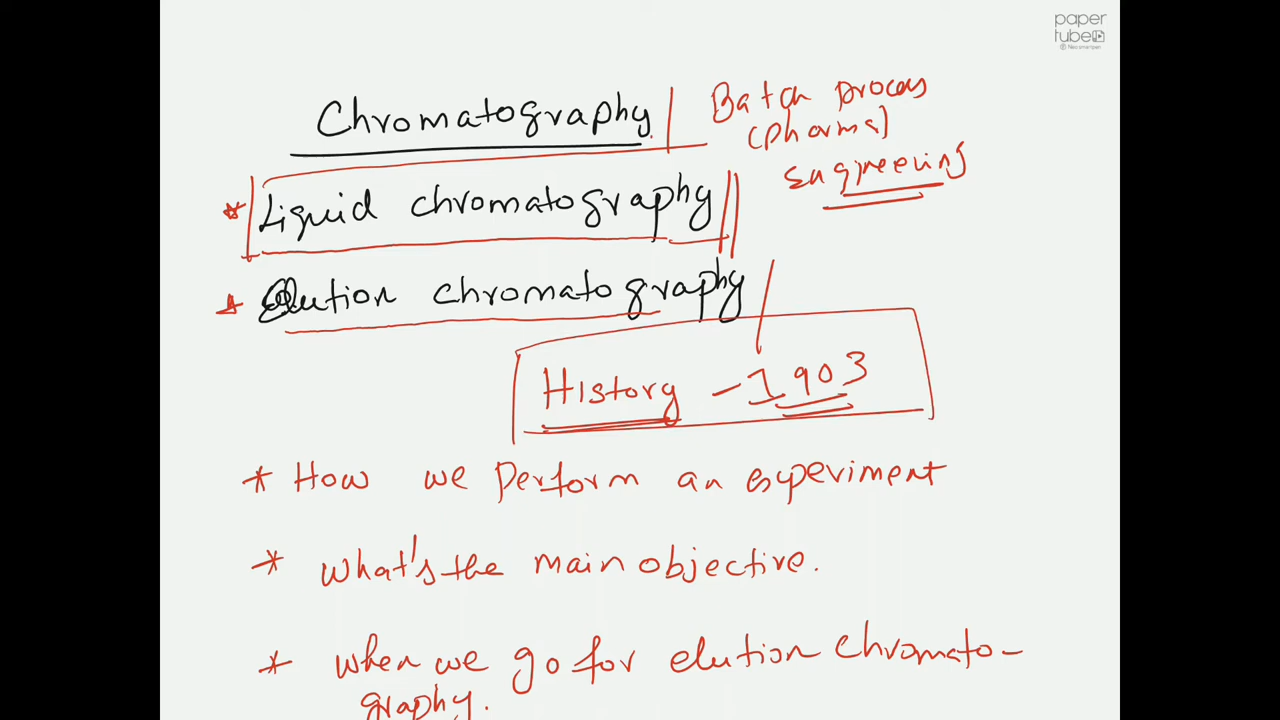 paper
tube
Chromatography
Batch process
(pharma)
Engineering
* Liquid chromatography
* Elution chromatography
History - 1903
* How we perform an experiment
* what's the main objective.
* when we go for elution chromato-
graphy.